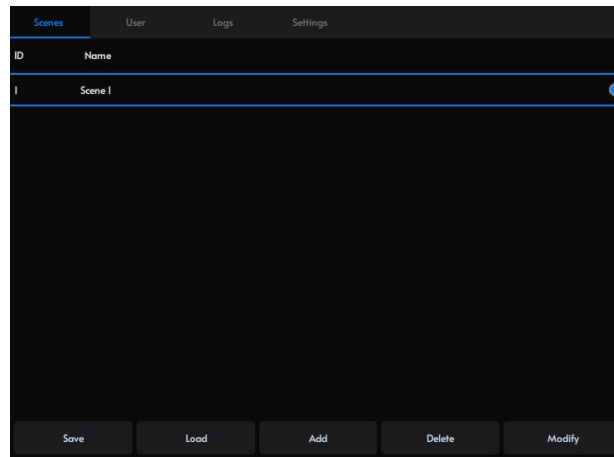 Scenes User Logs Settings
ID Name
1 Scene 1
Save Load Add Delete Modify